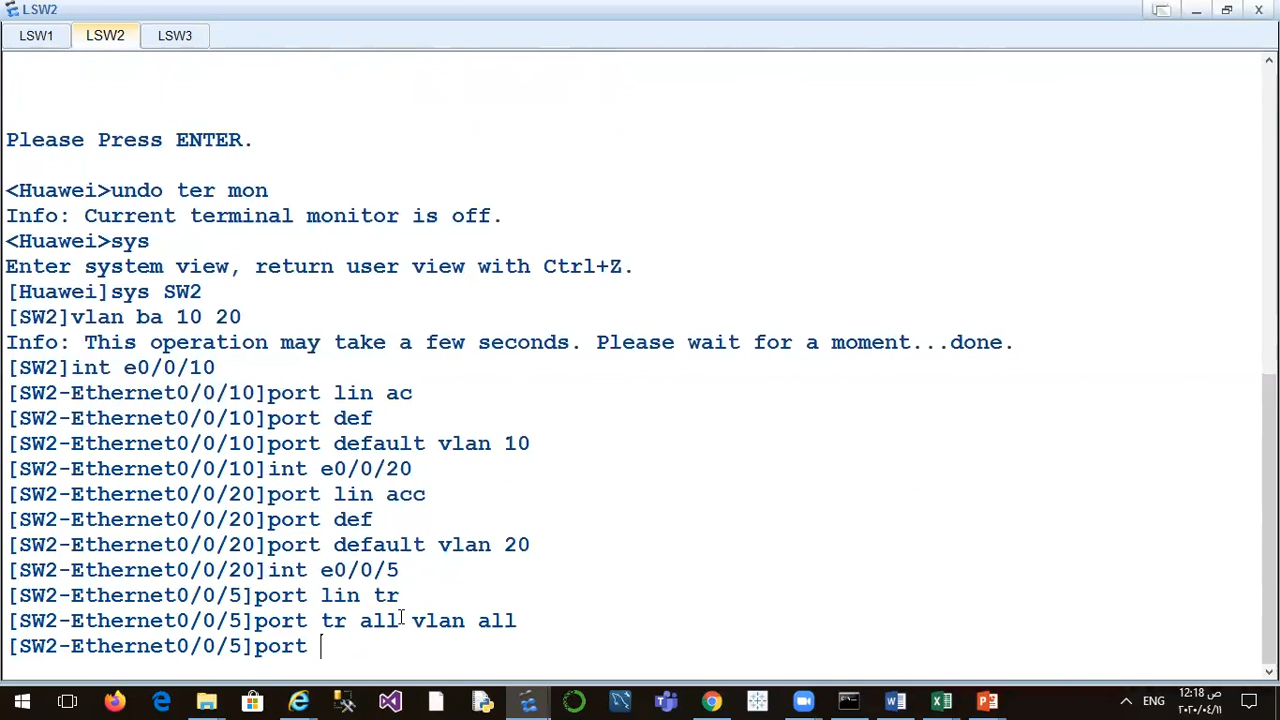 LSW2
LSW1 LSW2 LSW3
Please Press ENTER.
<Huawei>undo ter mon
Info: Current terminal monitor is off.
<Huawei>sys
Enter system view, return user view with Ctrl+Z.
[Huawei]sys SW2
[SW2]vlan ba 10 20
Info: This operation may take a few seconds. Please wait for a moment...done.
[SW2]int e0/0/10
[SW2-Ethernet0/0/10]port lin ac
[SW2-Ethernet0/0/10]port def
[SW2-Ethernet0/0/10]port default vlan 10
[SW2-Ethernet0/0/10]int e0/0/20
[SW2-Ethernet0/0/20]port lin acc
[SW2-Ethernet0/0/20]port def
[SW2-Ethernet0/0/20]port default vlan 20
[SW2-Ethernet0/0/20]int e0/0/5
[SW2-Ethernet0/0/5]port lin tr
[SW2-Ethernet0/0/5]port tr all vlan all
[SW2-Ethernet0/0/5]port
ENG
12:18 ص
٢٠٢٠/٠٤/١١